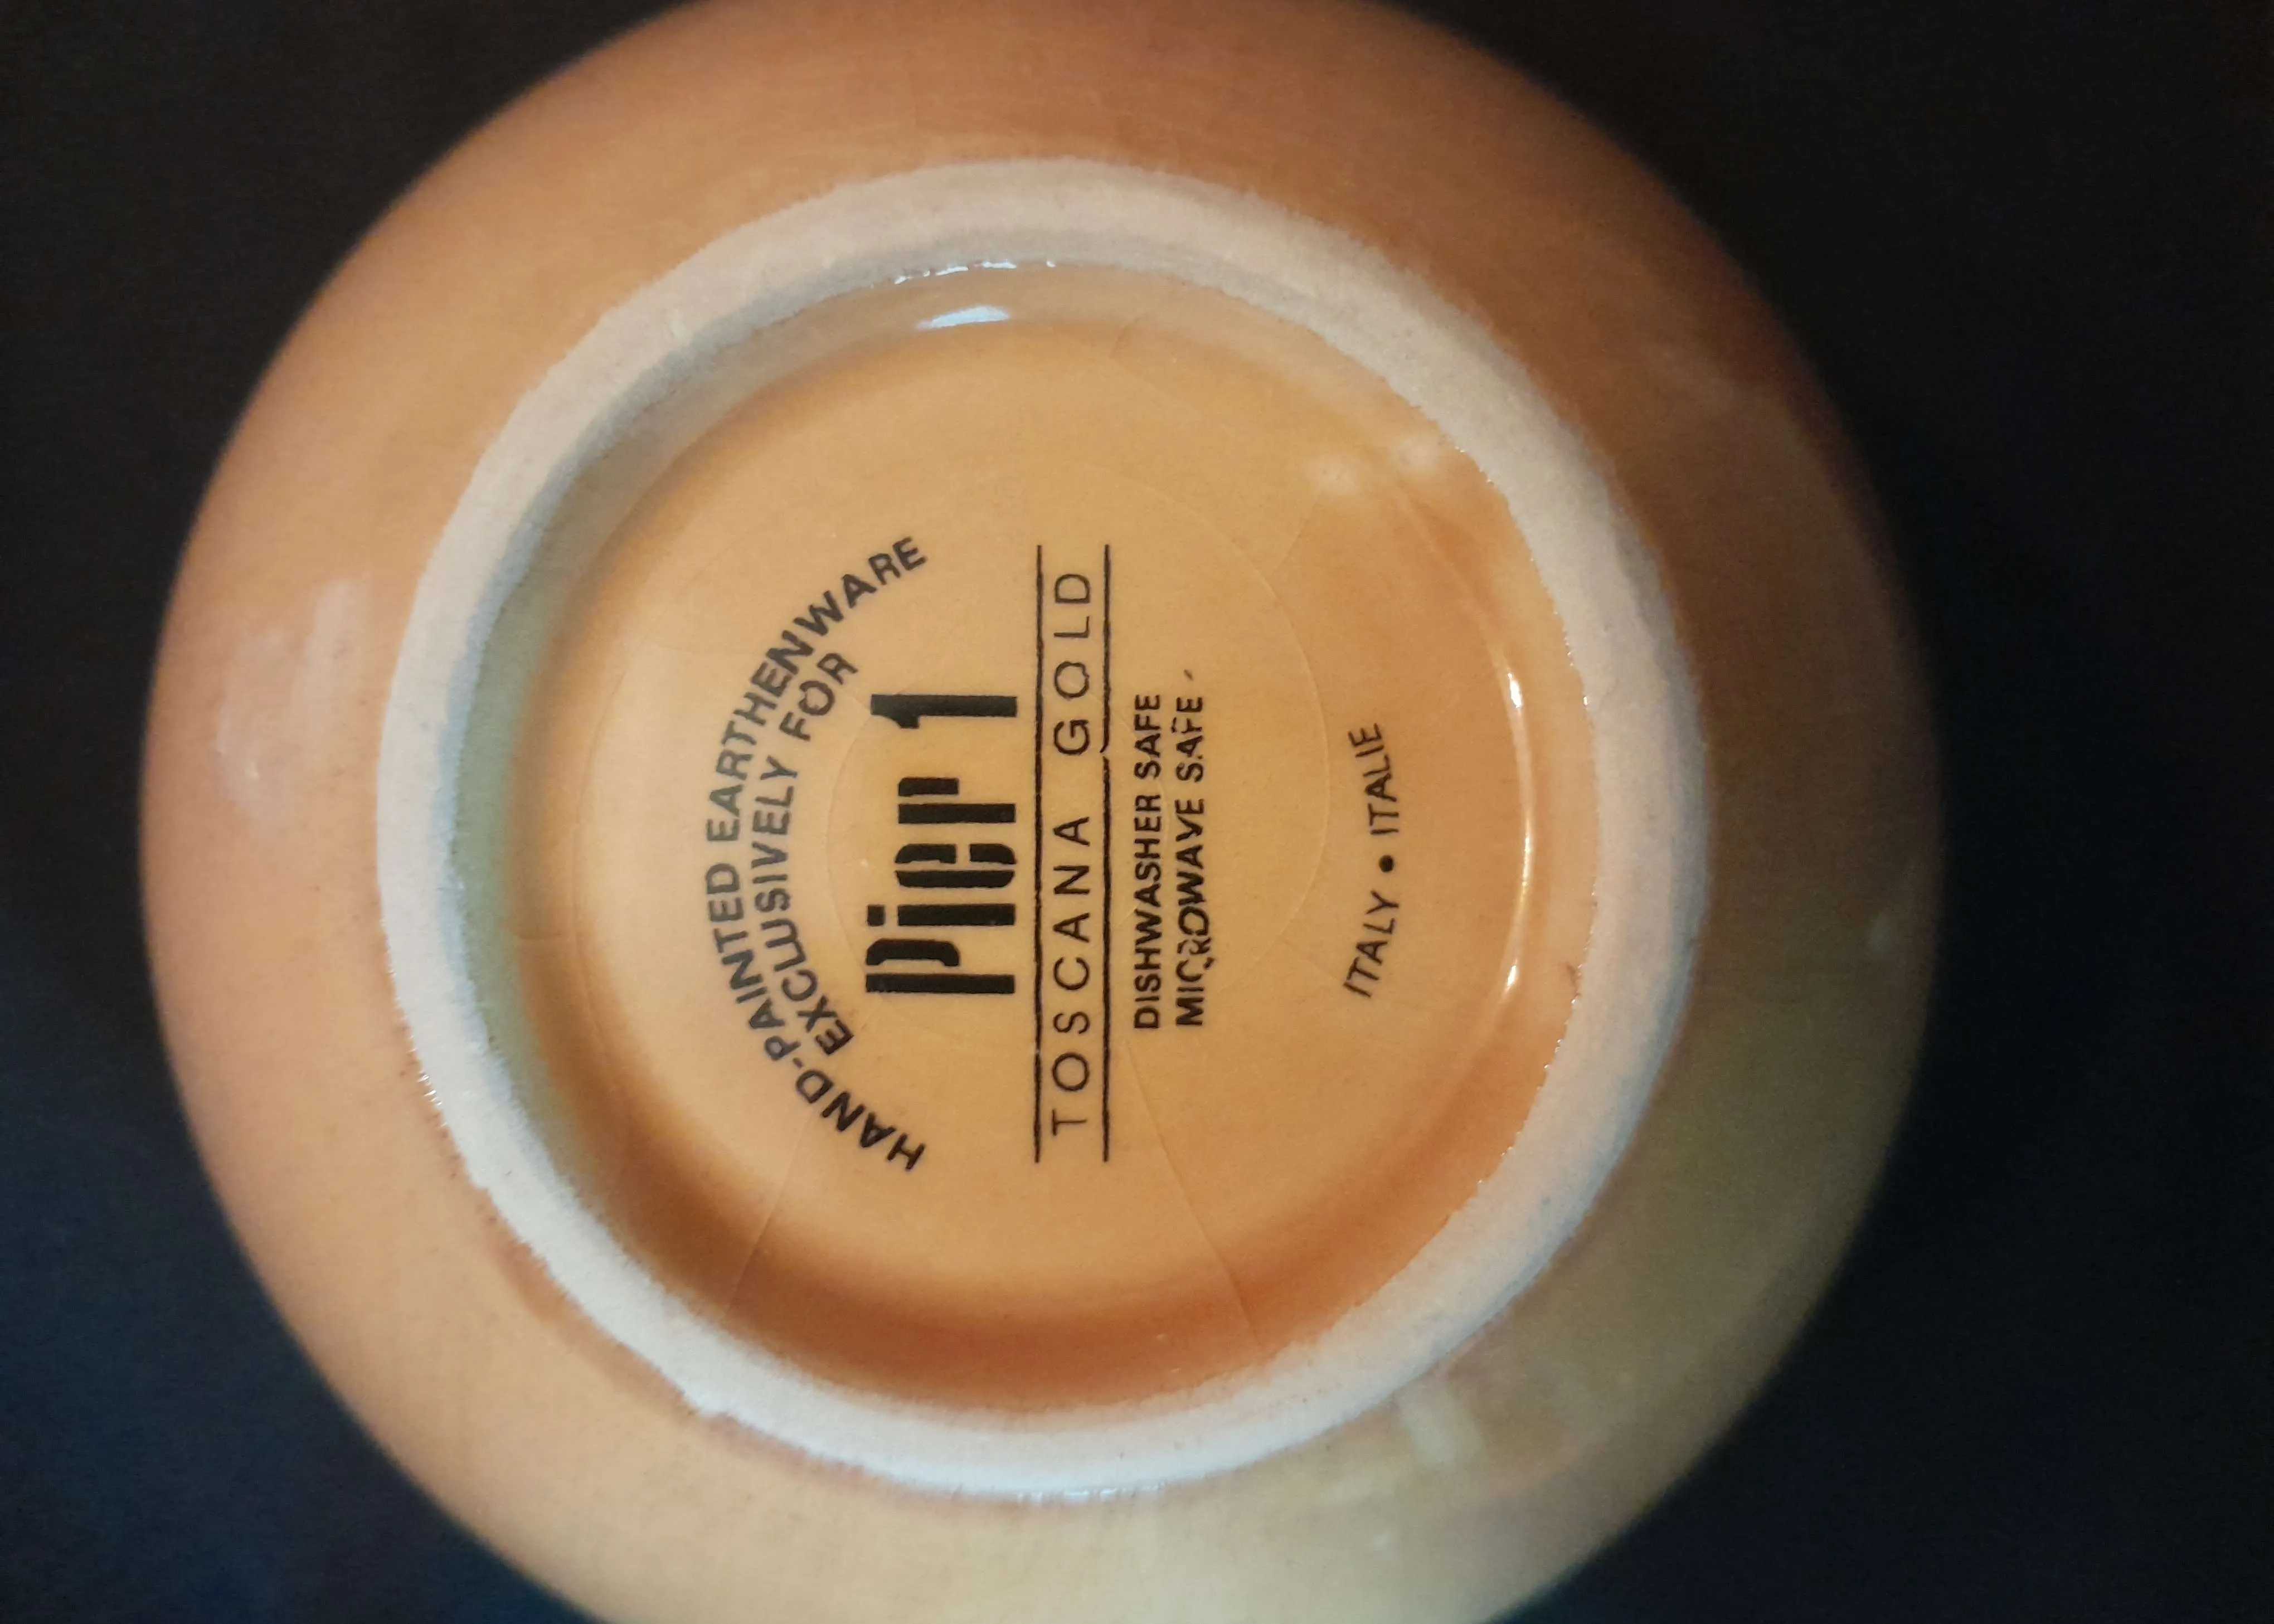 HAND-PAINTED EARTHENWARE
EXCLUSIVELY FOR
Pier 1
TOSCANA GOLD
DISHWASHER SAFE
MICROWAVE SAFE
ITALY • ITALIE